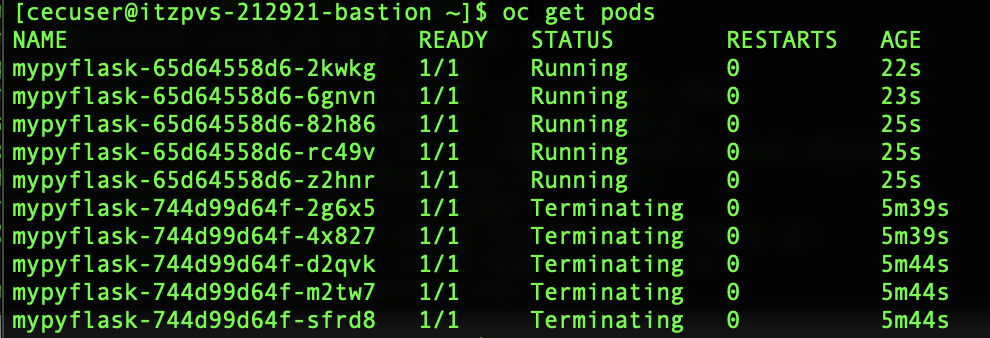 [cecuser@itzpvs-212921-bastion ~]$ oc get pods
NAME READY STATUS RESTARTS AGE
mypyflask-65d64558d6-2kwkg 1/1 Running 0 22s
mypyflask-65d64558d6-6gnvn 1/1 Running 0 23s
mypyflask-65d64558d6-82h86 1/1 Running 0 25s
mypyflask-65d64558d6-rc49v 1/1 Running 0 25s
mypyflask-65d64558d6-z2hnr 1/1 Running 0 25s
mypyflask-744d99d64f-2g6x5 1/1 Terminating 0 5m39s
mypyflask-744d99d64f-4x827 1/1 Terminating 0 5m39s
mypyflask-744d99d64f-d2qvk 1/1 Terminating 0 5m44s
mypyflask-744d99d64f-m2tw7 1/1 Terminating 0 5m44s
mypyflask-744d99d64f-sfrd8 1/1 Terminating 0 5m44s